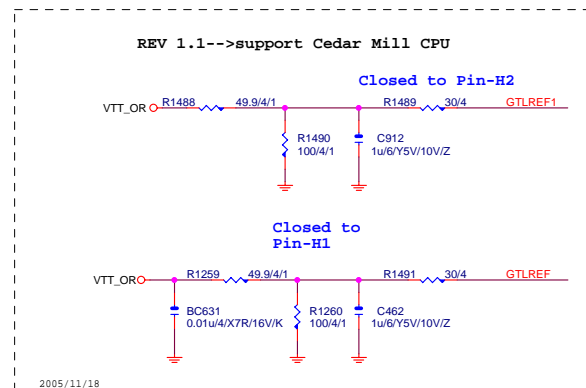 REV 1.1-->support Cedar Mill CPU
Closed to Pin-H2
VTT_OR R1488 49.9/4/1 R1489 30/4 GTLREF1
R1490 C912
100/4/1 1u/6/Y5V/10V/Z
Closed to
Pin-H1
VTT_OR R1259 49.9/4/1 R1491 30/4 GTLREF
BC631 R1260 C462
0.01u/4/X7R/16V/K 100/4/1 1u/6/Y5V/10V/Z
2005/11/18